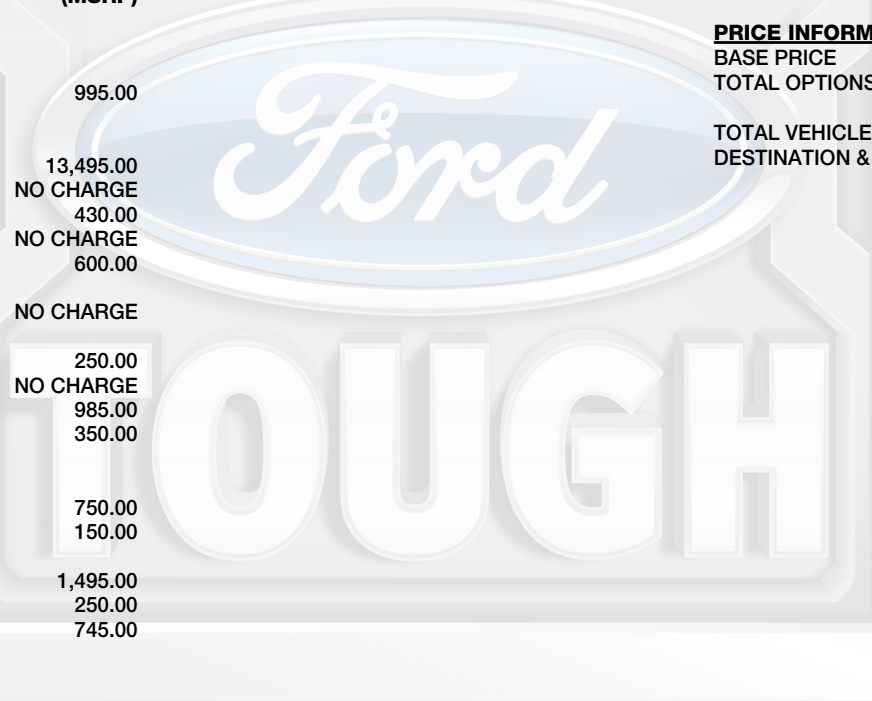 (MSRP)
995.00
13,495.00
NO CHARGE
430.00
NO CHARGE
600.00
NO CHARGE
250.00
NO CHARGE
985.00
350.00
750.00
150.00
1,495.00
250.00
745.00
PRICE INFORM
BASE PRICE
TOTAL OPTIONS
TOTAL VEHICLE
DESTINATION &
Ford
TOUGH